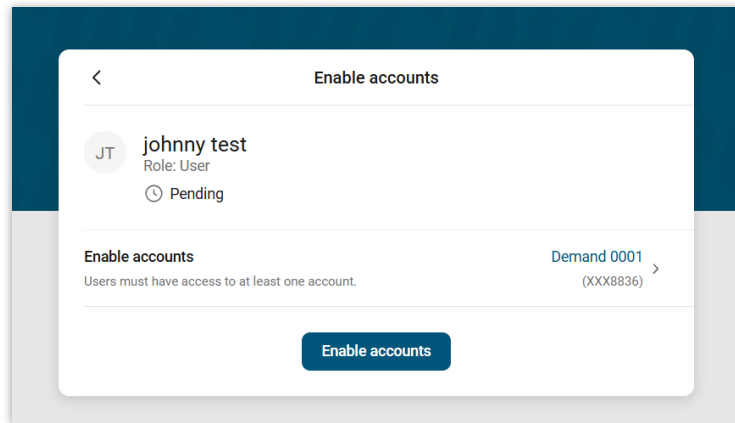 Enable accounts
JT
johnny test
Role: User
Pending
Enable accounts
Demand 0001
Users must have access to at least one account.
(XXX8836)
Enable accounts